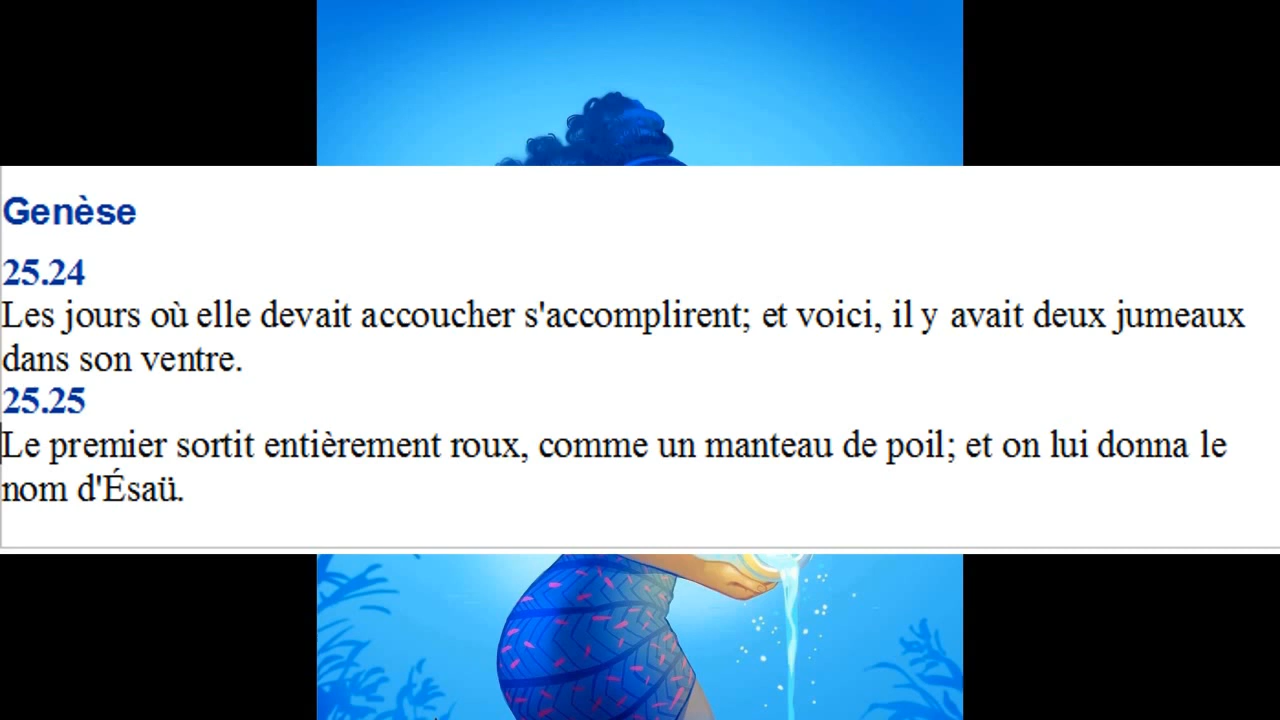 Genèse
25.24
Les jours où elle devait accoucher s'accomplirent; et voici, il y avait deux jumeaux
dans son ventre.
25.25
Le premier sortit entièrement roux, comme un manteau de poil; et on lui donna le
nom d'Ésaü.